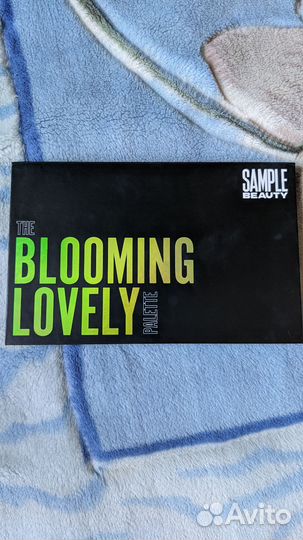 SAMPLE
BEAUTY
THE
BLOOMING
LOVELY
PALETTE
Avito